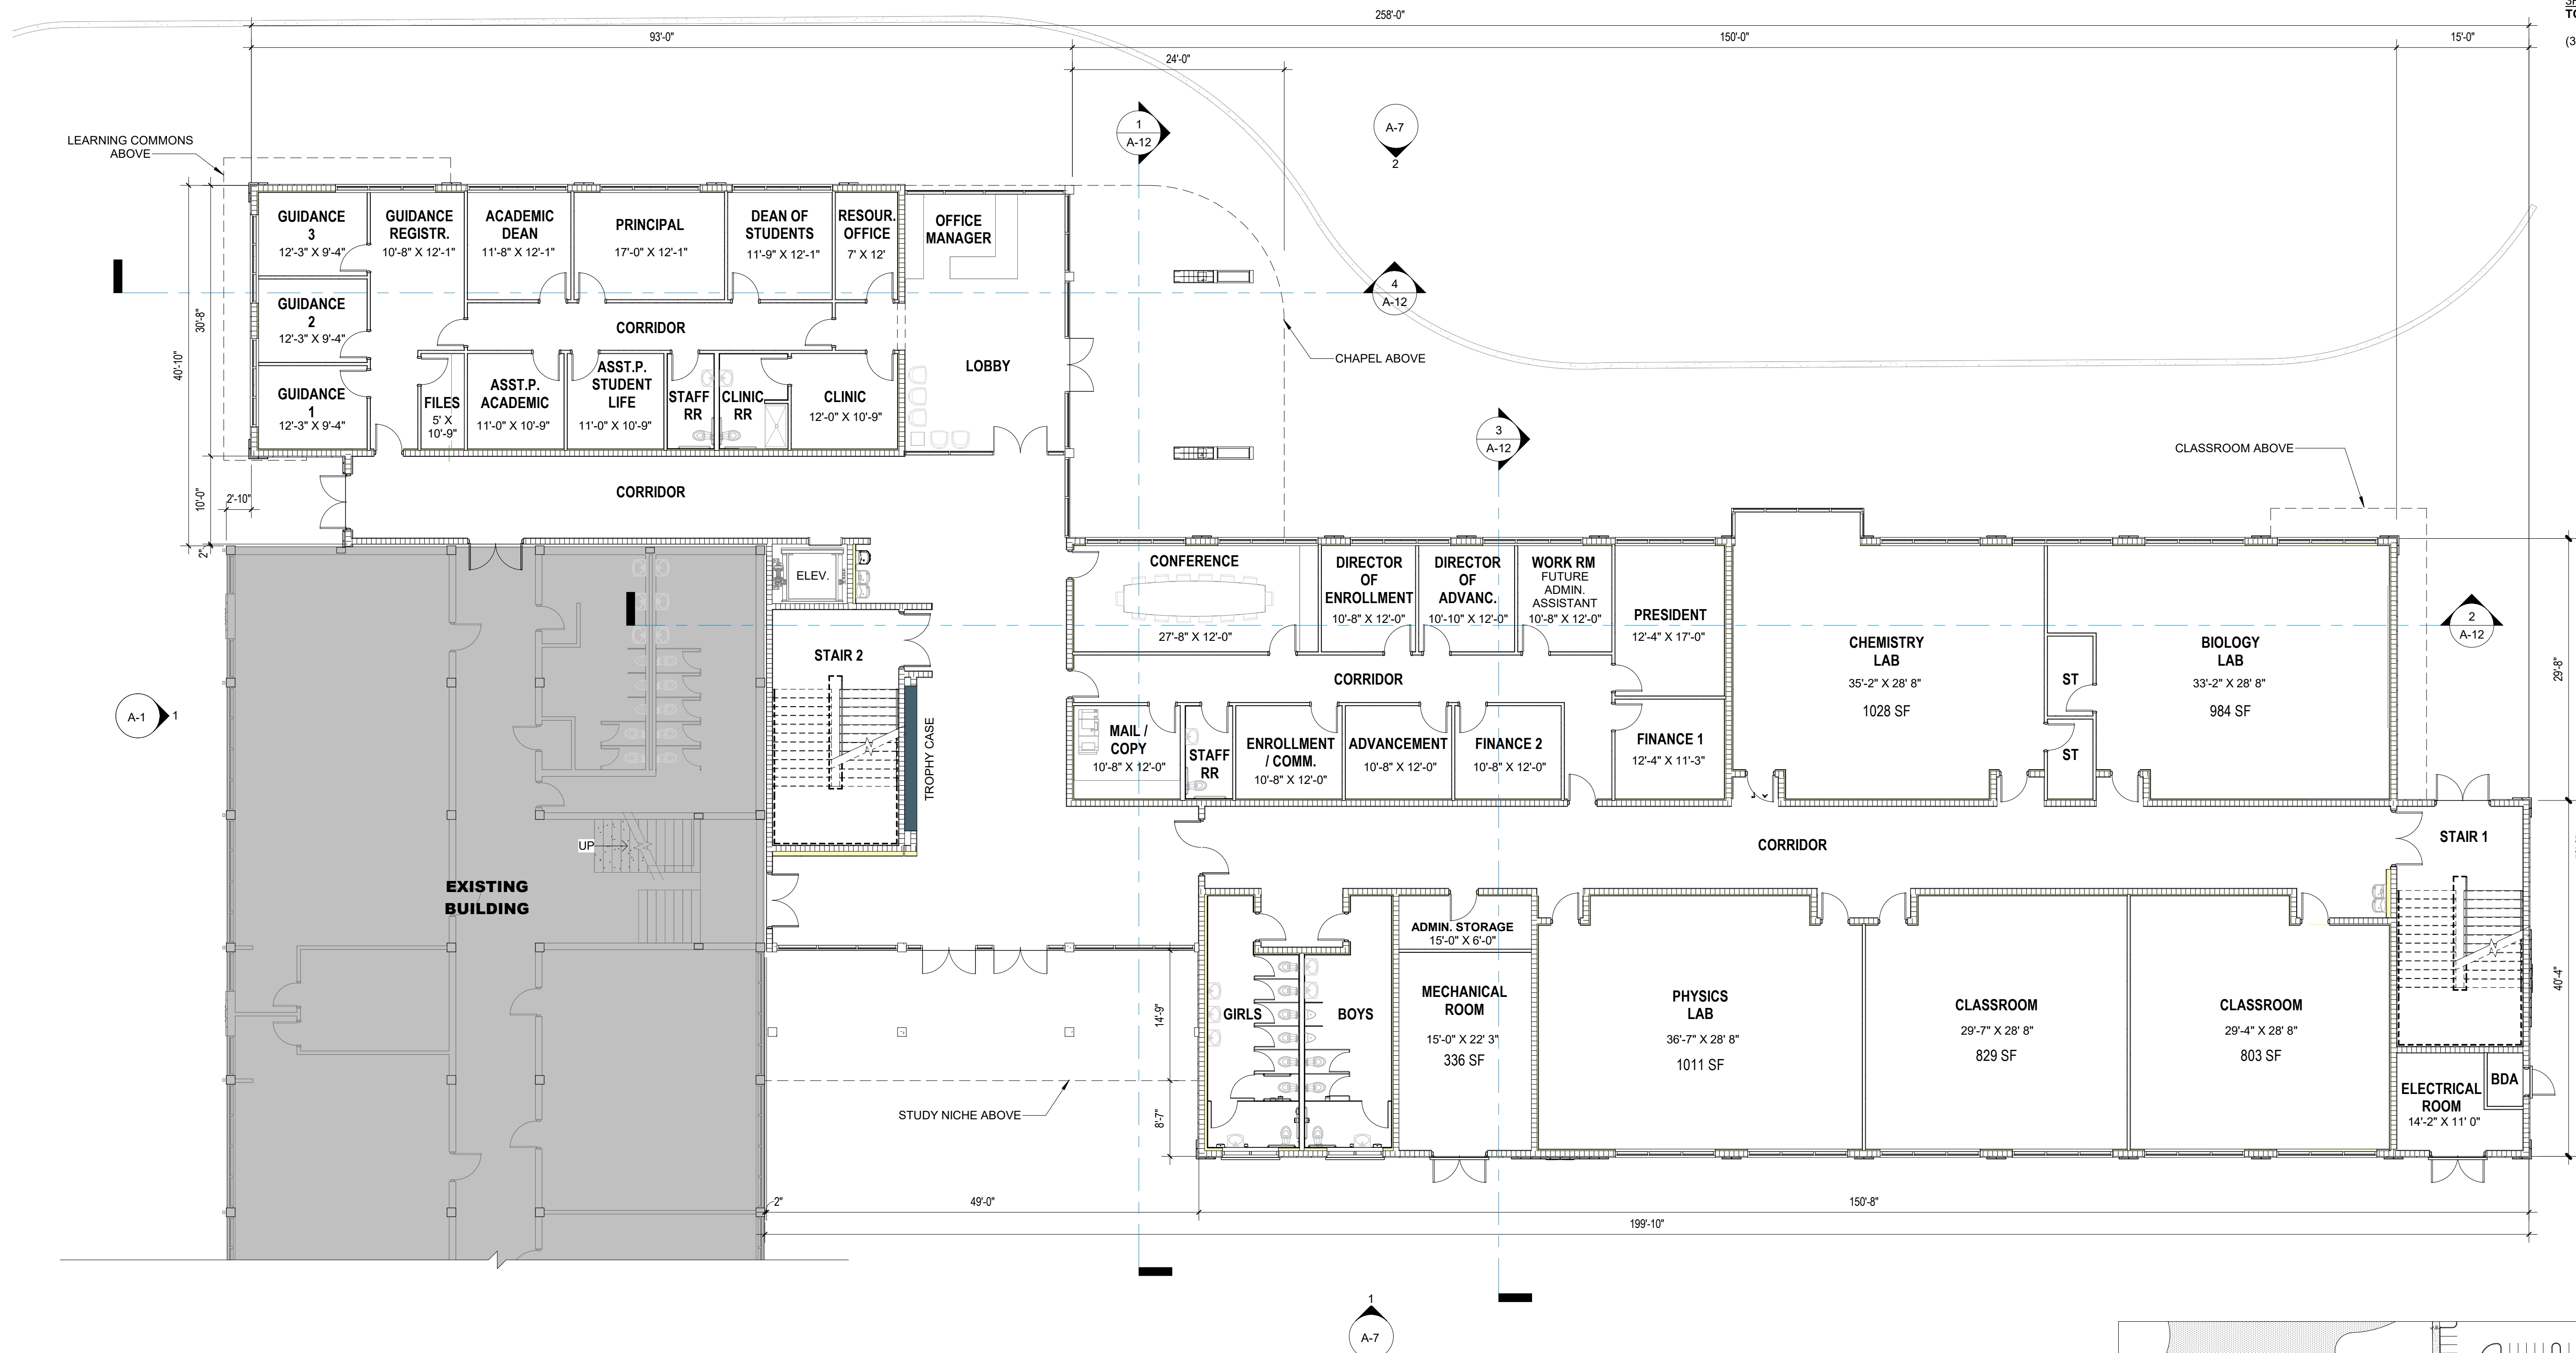 258'-0"
93'-0"
150'-0"
15'-0"
24'-0"
LEARNING COMMONS
ABOVE
1
A-12
A-7
2
GUIDANCE
3
12'-3" X 9'-4"
GUIDANCE
REGISTR.
10'-8" X 12'-1"
ACADEMIC
DEAN
11'-8" X 12'-1"
PRINCIPAL
17'-0" X 12'-1"
DEAN OF
STUDENTS
11'-9" X 12'-1"
RESOUR.
OFFICE
7' X 12'
OFFICE
MANAGER
GUIDANCE
2
12'-3" X 9'-4"
CORRIDOR
4
A-12
30'-8"
40'-10"
CHAPEL ABOVE
LOBBY
GUIDANCE
1
12'-3" X 9'-4"
FILES
5' X
10'-9"
ASST.P.
ACADEMIC
11'-0" X 10'-9"
ASST.P.
STUDENT
LIFE
11'-0" X 10'-9"
STAFF
RR
CLINIC
RR
CLINIC
12'-0" X 10'-9"
3
A-12
CLASSROOM ABOVE
CORRIDOR
2'-10"
10'-0"
2"
ELEV.
CONFERENCE
27'-8" X 12'-0"
DIRECTOR
OF
ENROLLMENT
10'-8" X 12'-0"
DIRECTOR
OF
ADVANC.
10'-10" X 12'-0"
WORK RM
FUTURE
ADMIN.
ASSISTANT
10'-8" X 12'-0"
PRESIDENT
12'-4" X 17'-0"
CHEMISTRY
LAB
35'-2" X 28' 8"
1028 SF
ST
BIOLOGY
LAB
33'-2" X 28' 8"
984 SF
2
A-12
29'-8"
STAIR 2
CORRIDOR
A-1
1
TROPHY CASE
MAIL /
COPY
10'-8" X 12'-0"
STAFF
RR
ENROLLMENT
/ COMM.
10'-8" X 12'-0"
ADVANCEMENT
10'-8" X 12'-0"
FINANCE 2
10'-8" X 12'-0"
FINANCE 1
12'-4" X 11'-3"
ST
UP
CORRIDOR
STAIR 1
EXISTING
BUILDING
ADMIN. STORAGE
15'-0" X 6'-0"
GIRLS
BOYS
MECHANICAL
ROOM
15'-0" X 22' 3"
336 SF
PHYSICS
LAB
36'-7" X 28' 8"
1011 SF
CLASSROOM
29'-7" X 28' 8"
829 SF
CLASSROOM
29'-4" X 28' 8"
803 SF
40'-4"
14'-9"
8'-7"
STUDY NICHE ABOVE
ELECTRICAL
ROOM
14'-2" X 11' 0"
BDA
2"
49'-0"
150'-8"
199'-10"
1
A-7